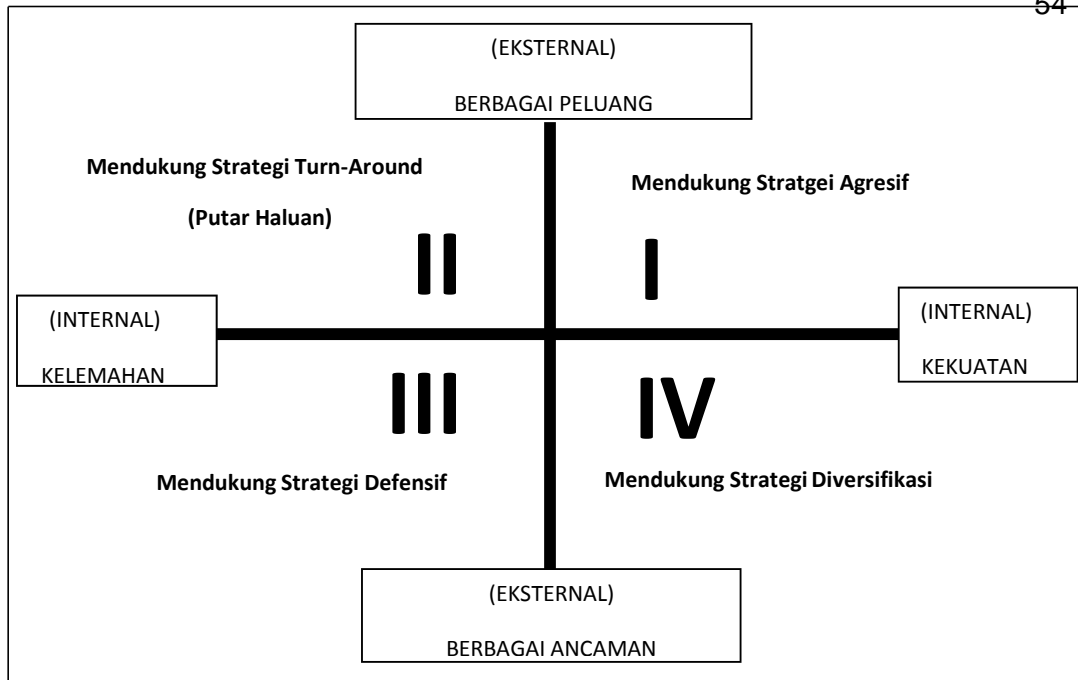 54
(EKSTERNAL)
BERBAGAI PELUANG
Mendukung Strategi Turn-Around
(Putar Haluan)
Mendukung Stratgei Agresif
II
I
(INTERNAL)
KELEMAHAN
(INTERNAL)
KEKUATAN
III
IV
Mendukung Strategi Defensif
Mendukung Strategi Diversifikasi
(EKSTERNAL)
BERBAGAI ANCAMAN